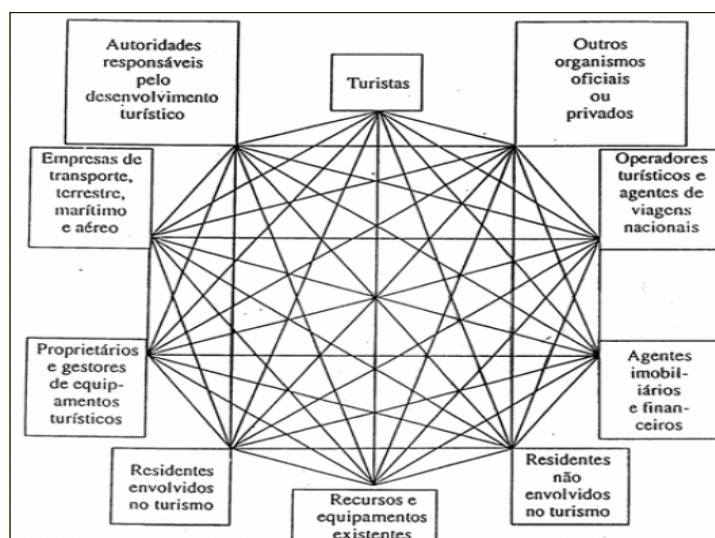 Autoridades
responsáveis
pelo
desenvolvimento
turístico
Turistas
Outros
organismos
oficiais
ou
privados
Empresas de
transporte,
terrestre,
marítimo
e aéreo
Operadores
turísticos e
agentes de
viagens
nacionais
Proprietários
e gestores
de equip-
amentos
turísticos
Agentes
imobil-
iários
e finan-
ceiros
Residentes
envolvidos
no turismo
Recursos e
equipamentos
existentes
Residentes
não
envolvidos
no turismo